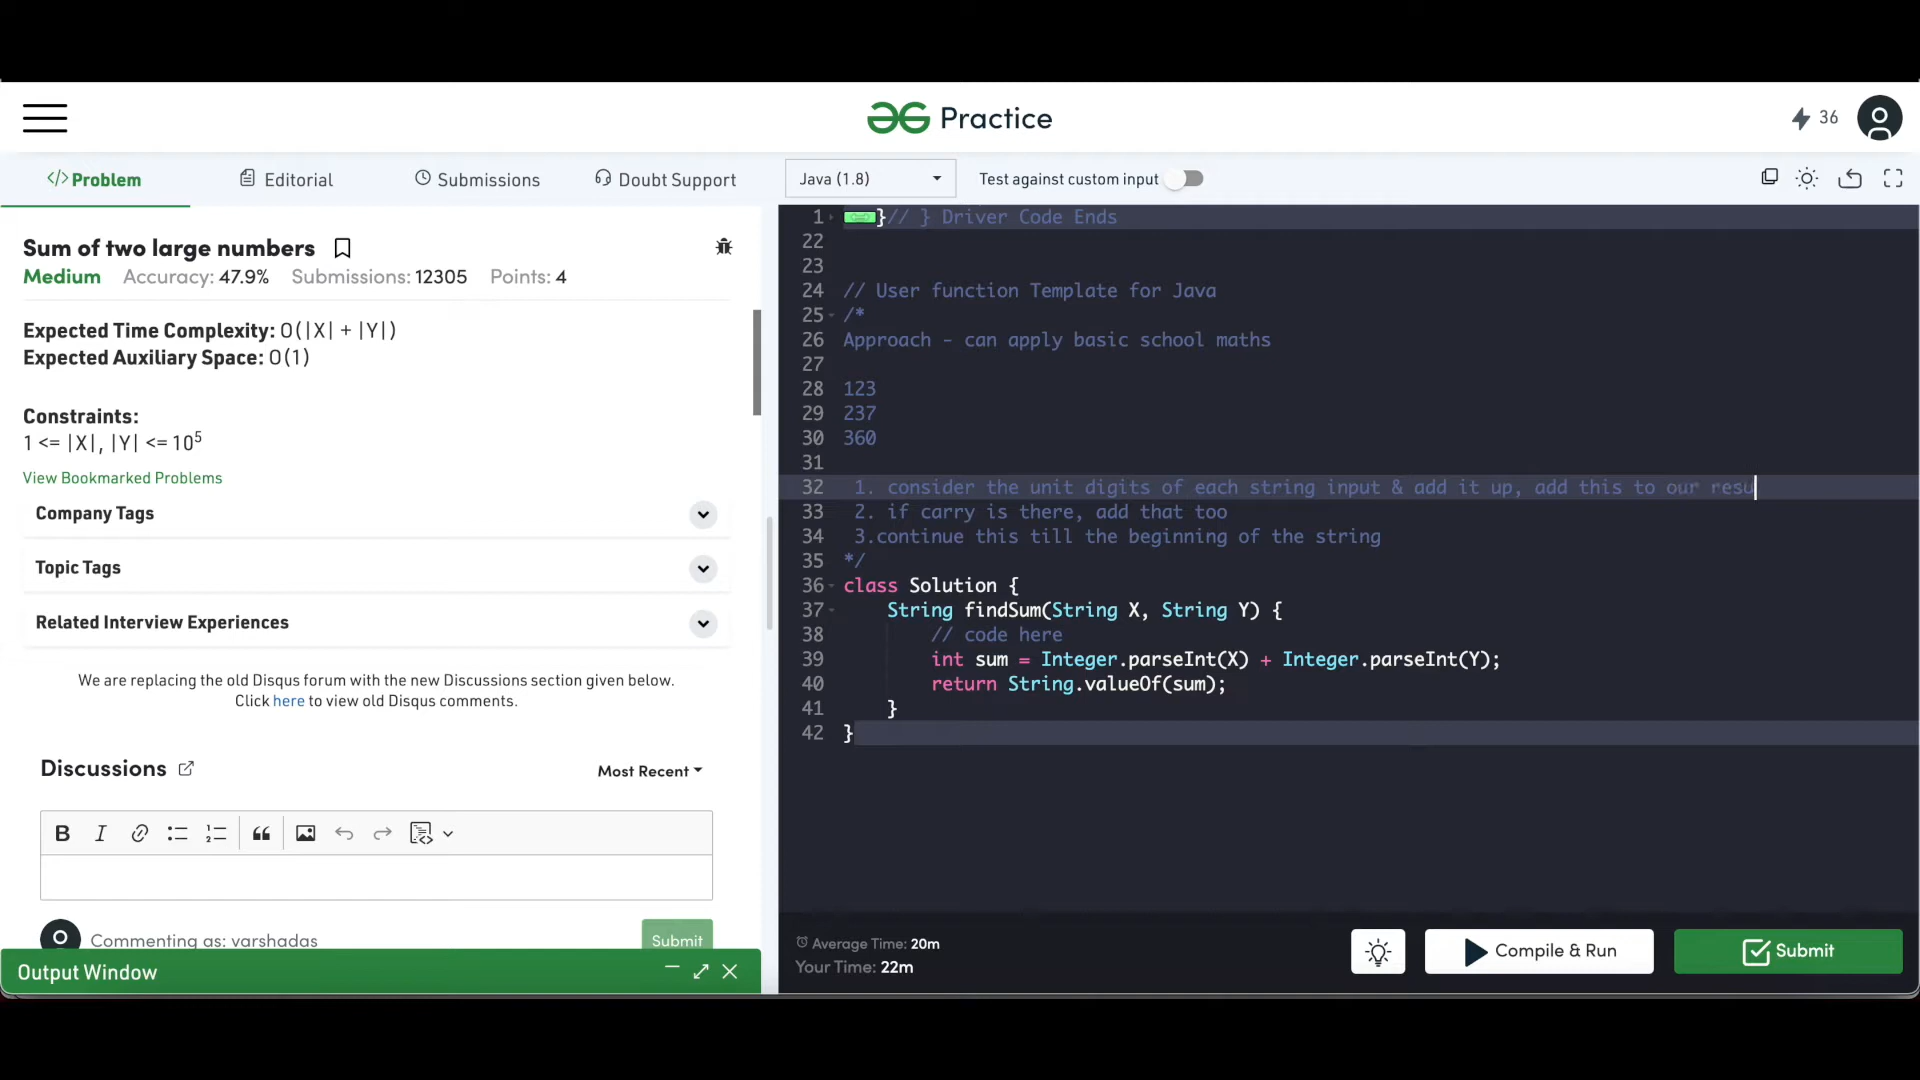 Practice
36
Problem
Editorial
Submissions
Doubt Support
Java (1.8)
Test against custom input
Sum of two large numbers
Medium Accuracy: 47.9% Submissions: 12305 Points: 4
Expected Time Complexity: O(|X| + |Y|)
Expected Auxiliary Space: O(1)
Constraints:
1 <= |X|, |Y| <= 10⁵
View Bookmarked Problems
Company Tags
Topic Tags
Related Interview Experiences
We are replacing the old Disqus forum with the new Discussions section given below.
Click here to view old Disqus comments.
Discussions
Most Recent
B I
Commenting as: varshadas
Submit
Output Window
1 }// } Driver Code Ends
22
23
24 // User function Template for Java
25 /*
26 Approach - can apply basic school maths
27
28 123
29 237
30 360
31
32 1. consider the unit digits of each string input & add it up, add this to our resu
33 2. if carry is there, add that too
34 3.continue this till the beginning of the string
35 */
36 class Solution {
37 String findSum(String X, String Y) {
38 // code here
39 int sum = Integer.parseInt(X) + Integer.parseInt(Y);
40 return String.valueOf(sum);
41 }
42 }
Average Time: 20m
Your Time: 22m
Compile & Run
Submit